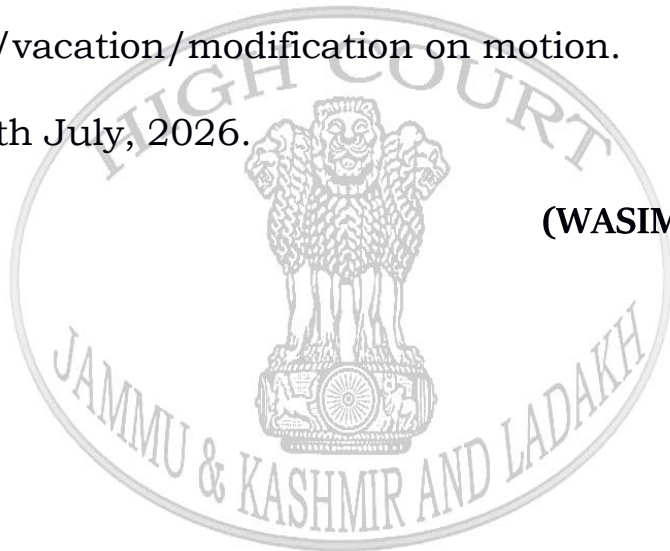 /vacation/modification on motion.
th July, 2026.
(WASIM
HIGH COURT
JAMMU & KASHMIR AND LADAKH